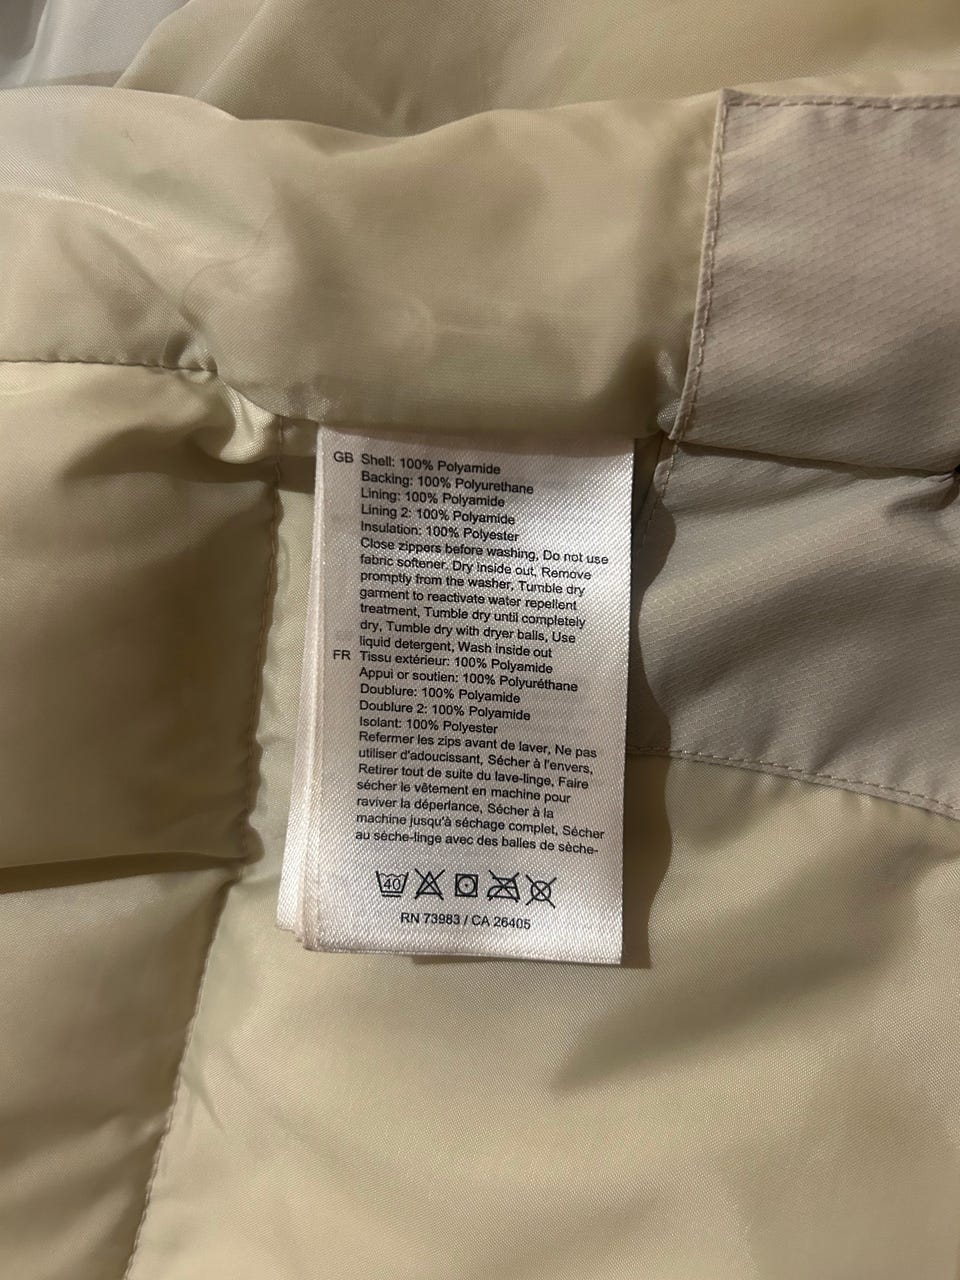 GB Shell: 100% Polyamide
Backing: 100% Polyurethane
Lining: 100% Polyamide
Lining 2: 100% Polyamide
Insulation: 100% Polyester
Close zippers before washing, Do not use
fabric softener, Dry inside out, Remove
promptly from the washer, Tumble dry
garment to reactivate water repellent
treatment, Tumble dry until completely
dry, Tumble dry with dryer balls, Use
liquid detergent, Wash inside out
FR Tissu extérieur: 100% Polyamide
Appui or soutien: 100% Polyuréthane
Doublure: 100% Polyamide
Doublure 2: 100% Polyamide
Isolant: 100% Polyester
Refermer les zips avant de laver, Ne pas
utiliser d'adoucissant, Sécher à l'envers,
Retirer tout de suite du lave-linge, Faire
sécher le vêtement en machine pour
raviver la déperlance, Sécher à la
machine jusqu'à séchage complet, Sécher
au sèche-linge avec des balles de sèche-
40
RN 73983 / CA 26405